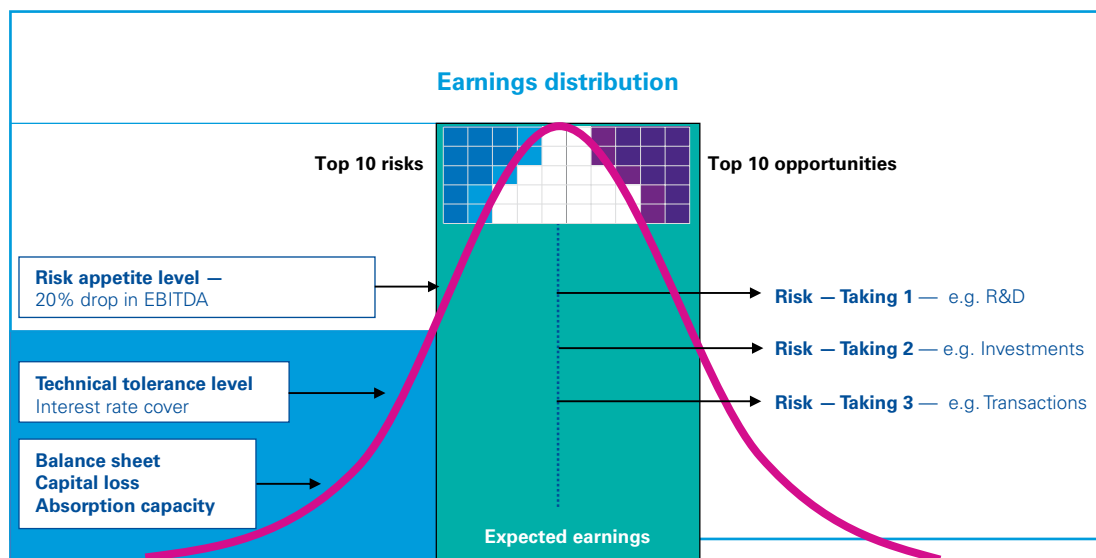 Earnings distribution
Top 10 risks
Top 10 opportunities
Risk appetite level —
20% drop in EBITDA
Risk — Taking 1 — e.g. R&D
Risk — Taking 2 — e.g. Investments
Technical tolerance level
Interest rate cover
Risk — Taking 3 — e.g. Transactions
Balance sheet
Capital loss
Absorption capacity
Expected earnings